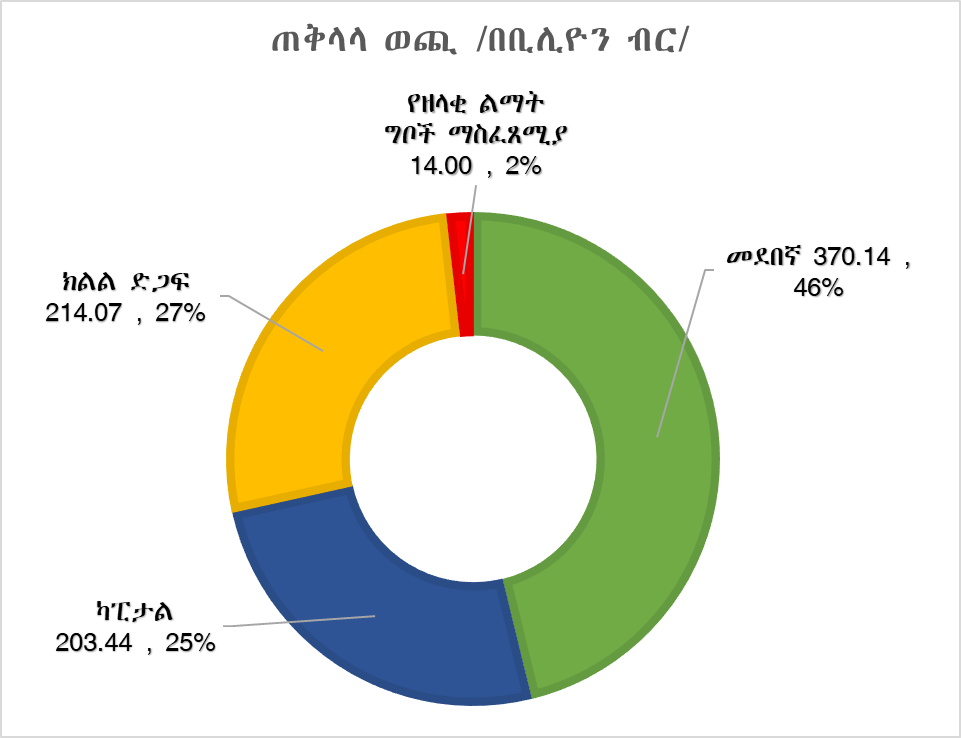 ጠቅላላ ወጪ /በቢሊዮን ብር/
የዘላቂ ልማት
ግቦች ማስፈጸሚያ
14.00 , 2%
መደበኛ 370.14 ,
46%
ክልል ድጋፍ
214.07 , 27%
ካፒታል
203.44 , 25%